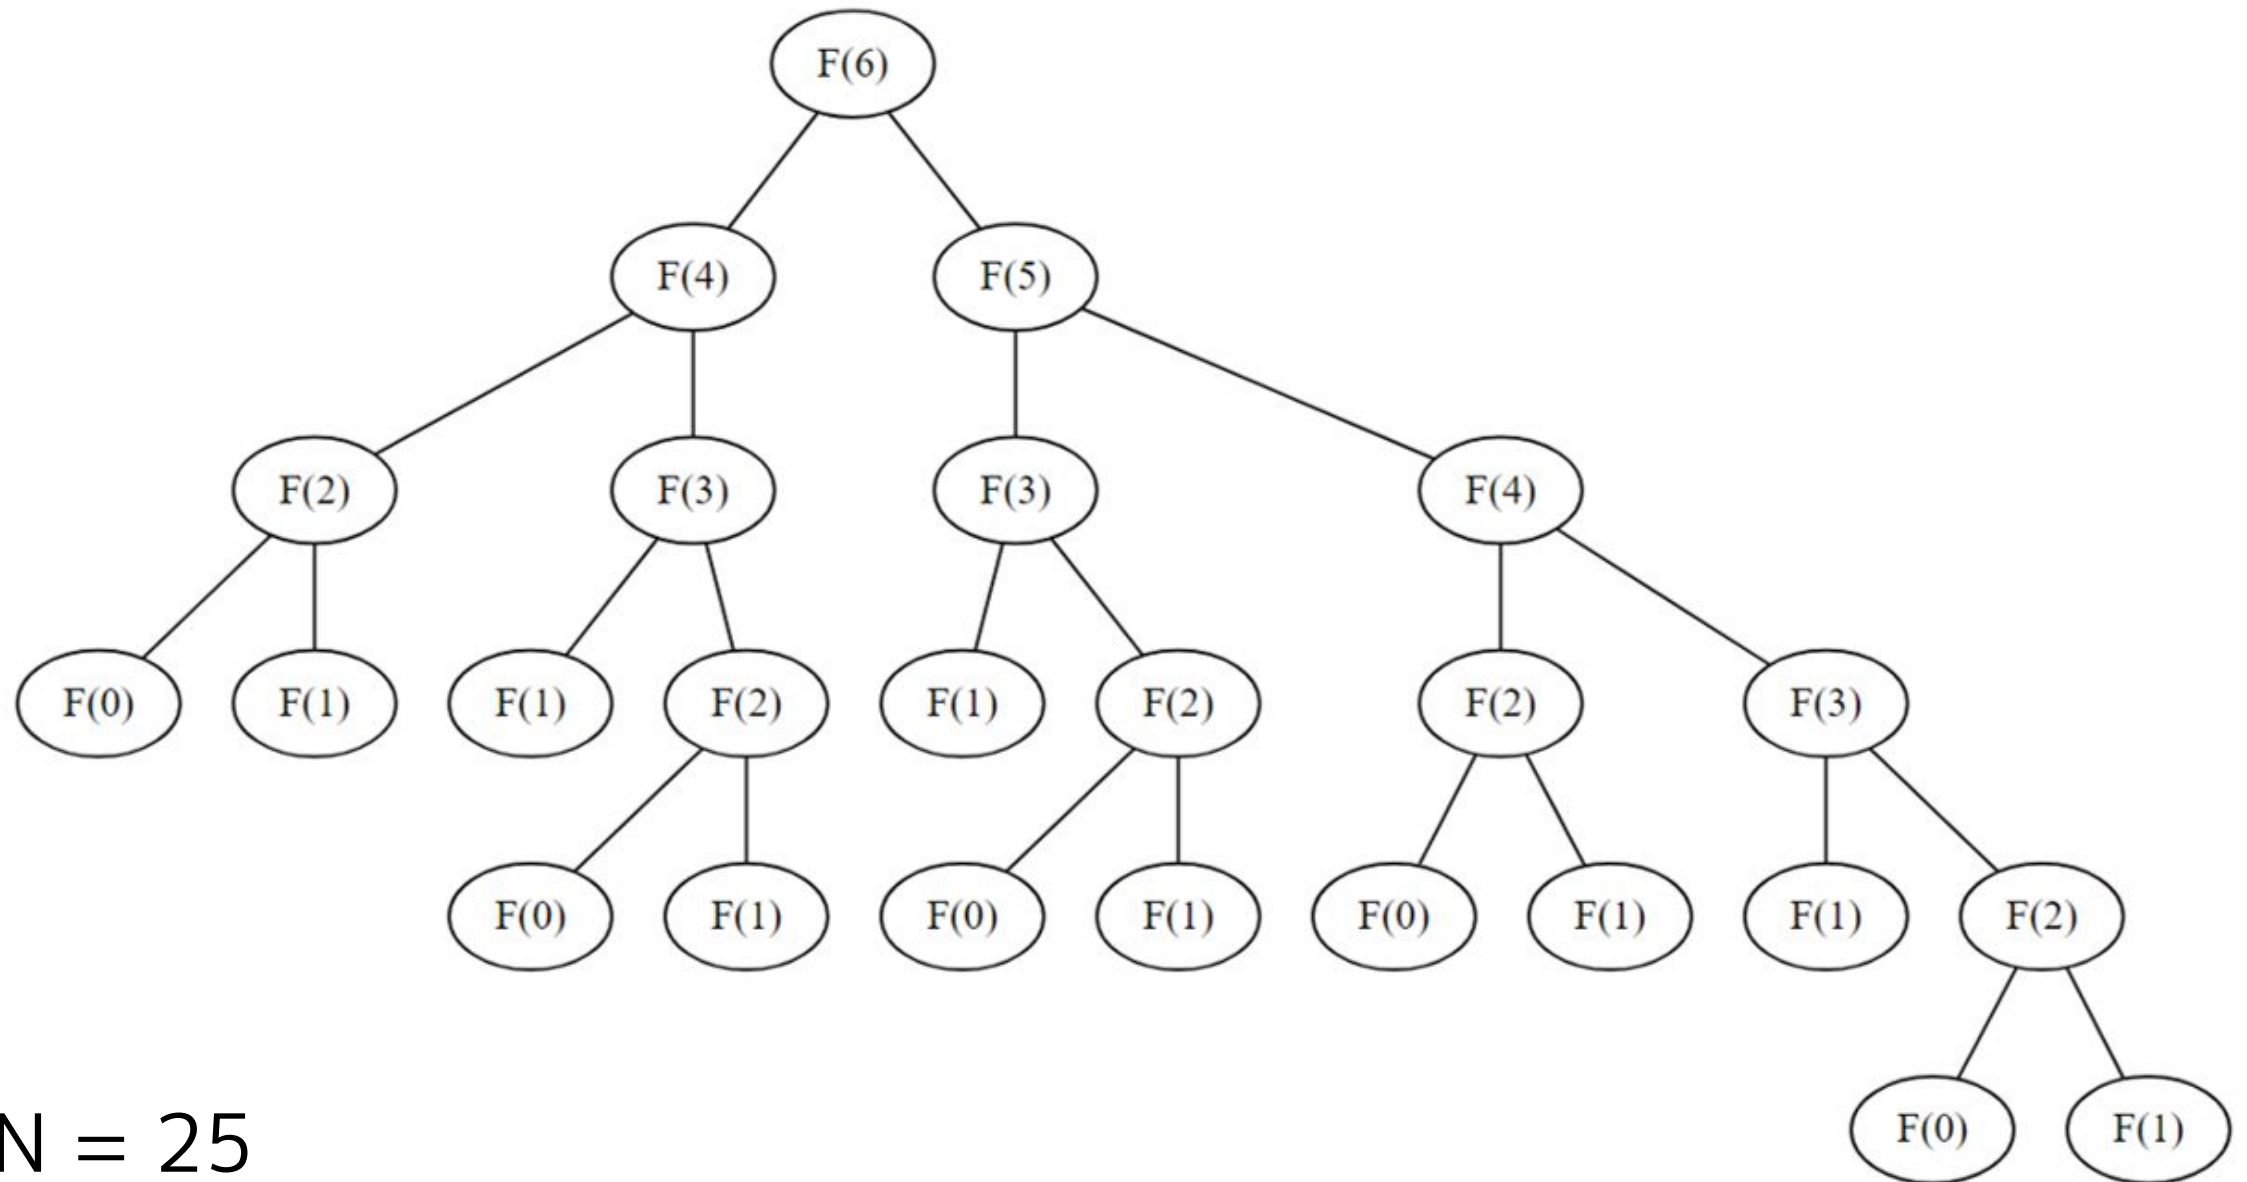 F(6)
F(4) F(5)
F(2) F(3) F(3) F(4)
F(0) F(1) F(1) F(2) F(1) F(2) F(2) F(3)
F(0) F(1) F(0) F(1) F(0) F(1) F(1) F(2)
F(0) F(1)
N = 25